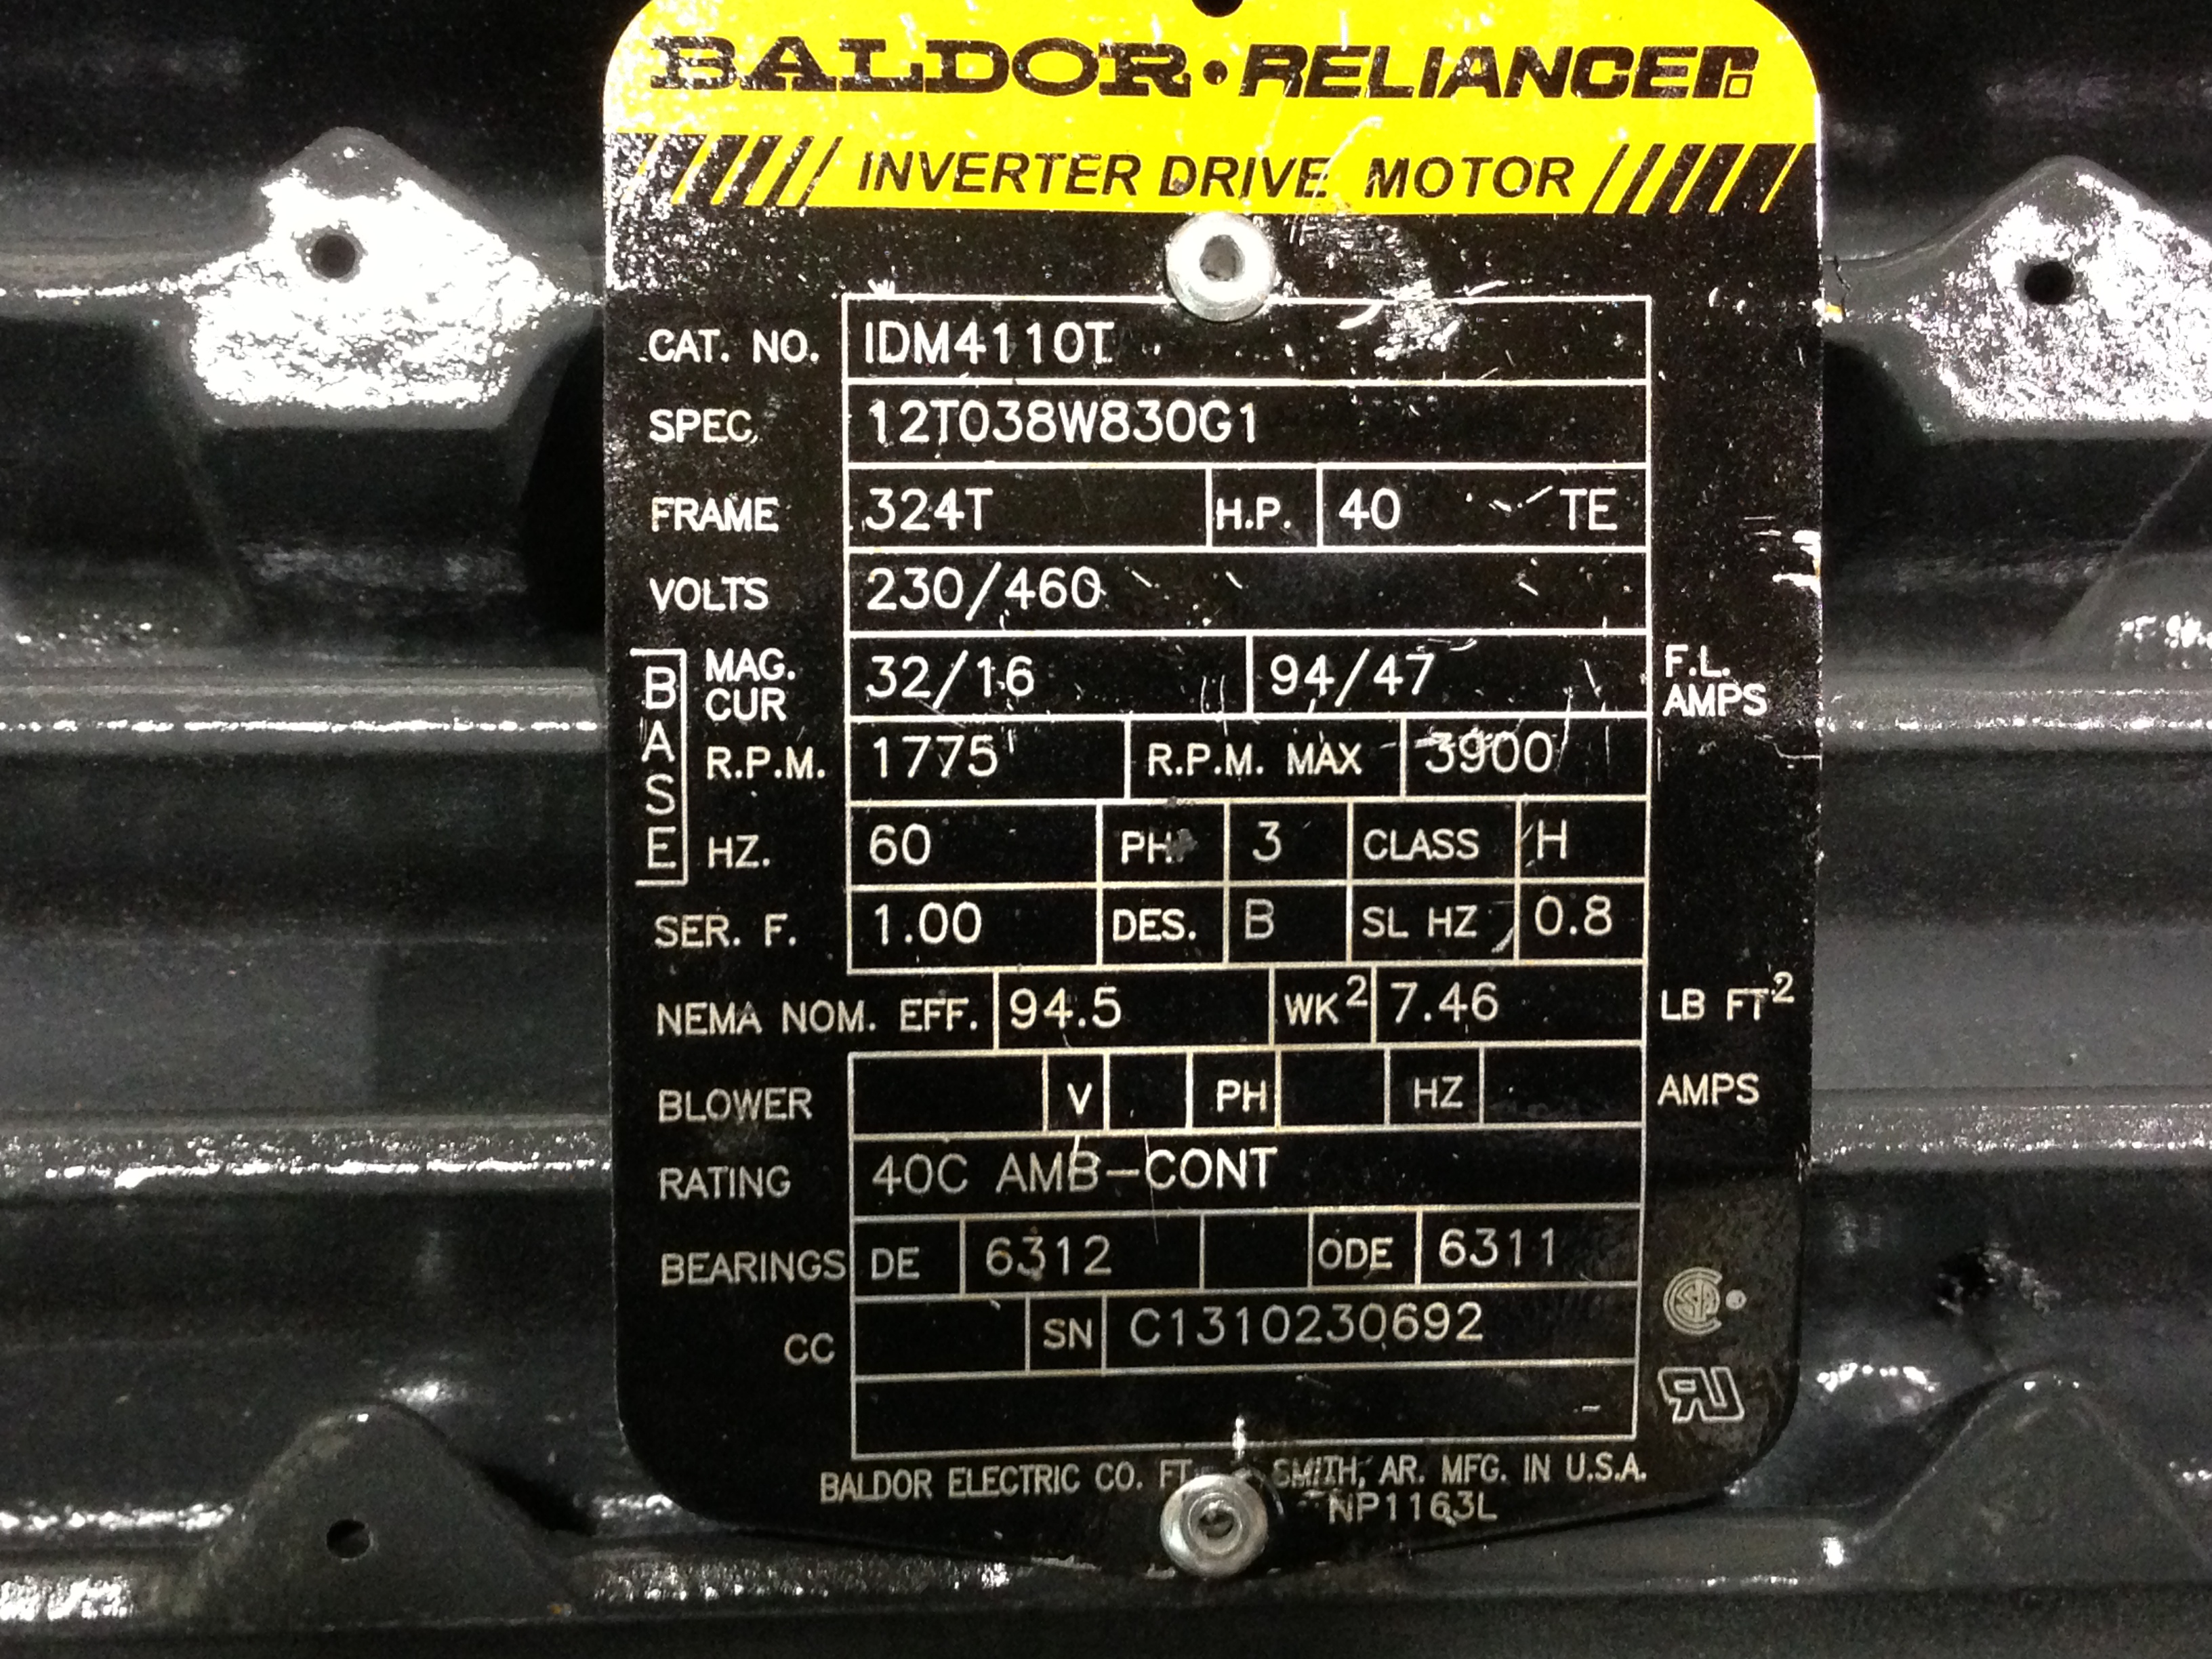 BALDOR · RELIANCER
INVERTER DRIVE MOTOR
CAT. NO. IDM4110T
SPEC. 12T038W830G1
FRAME 324T H.P. 40 TE
VOLTS 230/460
BASE
MAG. CUR 32/16 94/47 F.L. AMPS
R.P.M. 1775 R.P.M. MAX 3900
HZ. 60 PH. 3 CLASS H
SER. F. 1.00 DES. B SL HZ 0.8
NEMA NOM. EFF. 94.5 WK² 7.46 LB FT²
BLOWER V PH HZ AMPS
RATING 40C AMB-CONT
BEARINGS DE 6312 ODE 6311
CC SN C1310230692
BALDOR ELECTRIC CO. FT. SMITH, AR. MFG. IN U.S.A.
NP1163L